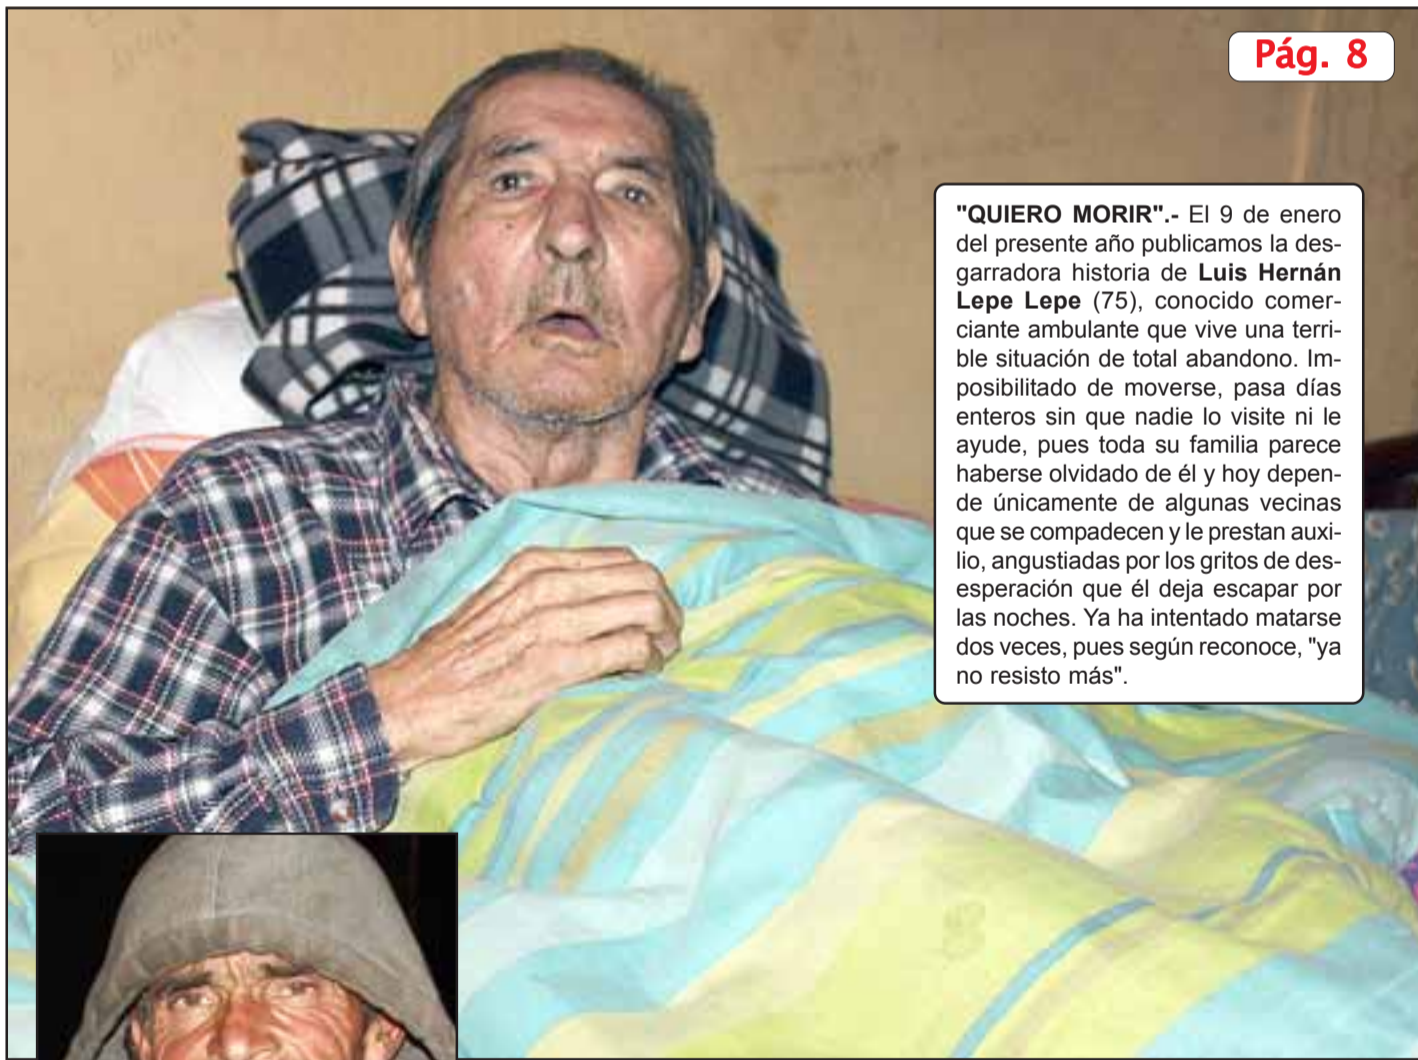 Pág. 8
"QUIERO MORIR".- El 9 de enero
del presente año publicamos la des-
garradora historia de Luis Hernán
Lepe Lepe (75), conocido comer-
ciante ambulante que vive una terri-
ble situación de total abandono. Im-
posibilitado de moverse, pasa días
enteros sin que nadie lo visite ni le
ayude, pues toda su familia parece
haberse olvidado de él y hoy depen-
de únicamente de algunas vecinas
que se compadecen y le prestan auxi-
lio, angustiadas por los gritos de des-
esperación que él deja escapar por
las noches. Ya ha intentado matarse
dos veces, pues según reconoce, "ya
no resisto más".